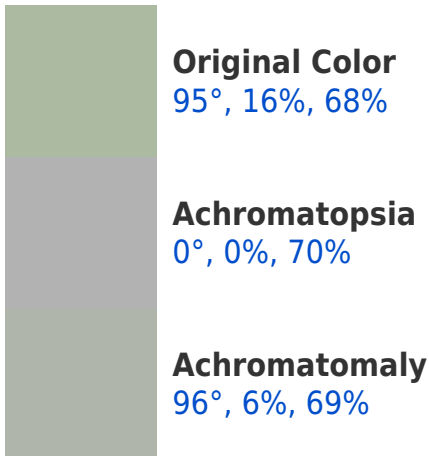 Original Color
95°, 16%, 68%
Achromatopsia
0°, 0%, 70%
Achromatomaly
96°, 6%, 69%